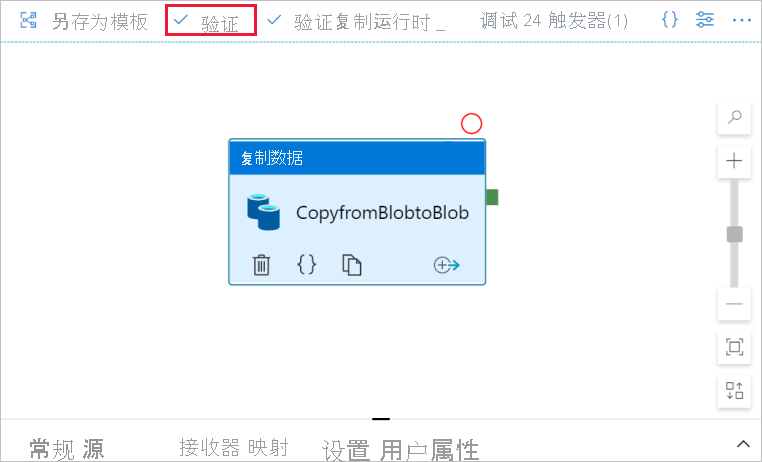 另存为模板 验证 验证复制运行时 _ 调试 24 触发器(1) {} ...
复制数据
CopyfromBlobtoBlob
{}
常规 源 接收器 映射 设置 用户属性